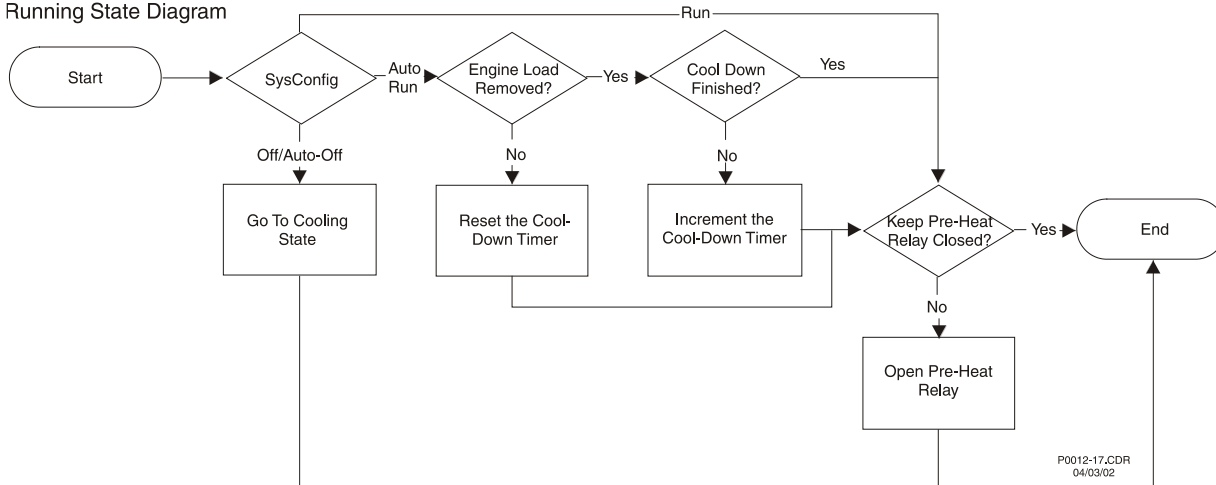 Running State Diagram
Run
Start
SysConfig
Auto
Run
Engine Load
Removed?
Yes
Cool Down
Finished?
Yes
Off/Auto-Off
No
No
Go To Cooling
State
Reset the Cool-
Down Timer
Increment the
Cool-Down Timer
Keep Pre-Heat
Relay Closed?
Yes
End
No
Open Pre-Heat
Relay
P0012-17.CDR
04/03/02